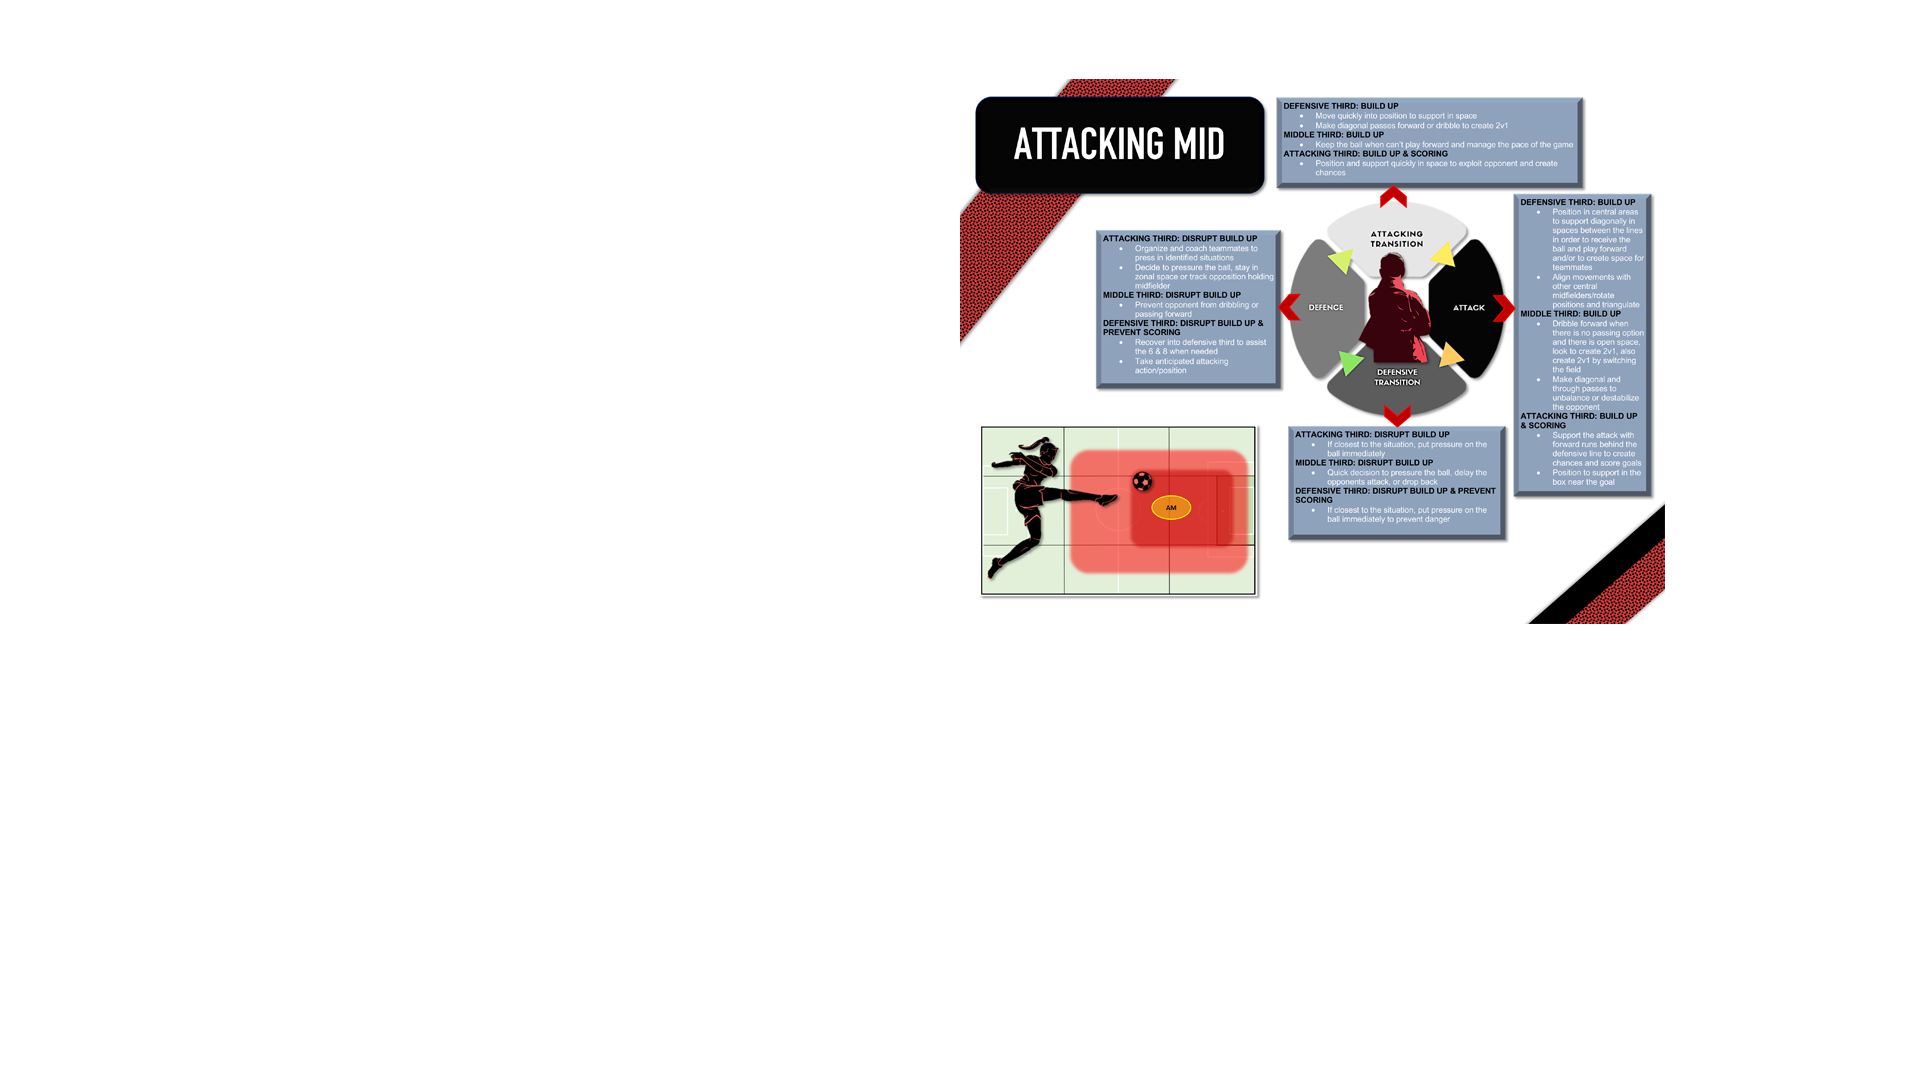 ATTACKING MID
DEFENSIVE THIRD: BUILD UP
• Move quickly into position to support in space
• Make diagonal passes forward or dribble to create 2v1
MIDDLE THIRD: BUILD UP
• Keep the ball when can't play forward and manage the pace of the game
ATTACKING THIRD: BUILD UP & SCORING
• Position and support quickly in space to exploit opponent and create
chances
ATTACKING THIRD: DISRUPT BUILD UP
• Organize and coach teammates to
press in identified situations
• Decide to pressure the ball, stay in
zonal space or track opposition holding
midfielder
MIDDLE THIRD: DISRUPT BUILD UP
• Prevent opponent from dribbling or
passing forward
DEFENSIVE THIRD: DISRUPT BUILD UP &
PREVENT SCORING
• Recover into defensive third to assist
the 6 & 8 when needed
• Take anticipated attacking
action/position
ATTACKING
TRANSITION
DEFENCE
ATTACK
DEFENSIVE
TRANSITION
DEFENSIVE THIRD: BUILD UP
• Position in central areas
to support diagonally in
spaces between the lines
in order to receive the
ball and play forward
and/or to create space for
teammates
• Align movements with
other central
midfielders/rotate
positions and triangulate
MIDDLE THIRD: BUILD UP
• Dribble forward when
there is no passing option
and there is open space,
look to create 2v1, also
create 2v1 by switching
the field
• Make diagonal and
through passes to
unbalance or destabilize
the opponent
ATTACKING THIRD: BUILD UP
& SCORING
• Support the attack with
forward runs behind the
defensive line to create
chances and score goals
• Position to support in the
box near the goal
AM
ATTACKING THIRD: DISRUPT BUILD UP
• If closest to the situation, put pressure on the
ball immediately
MIDDLE THIRD: DISRUPT BUILD UP
• Quick decision to pressure the ball, delay the
opponents attack, or drop back
DEFENSIVE THIRD: DISRUPT BUILD UP & PREVENT
SCORING
• If closest to the situation, put pressure on the
ball immediately to prevent danger